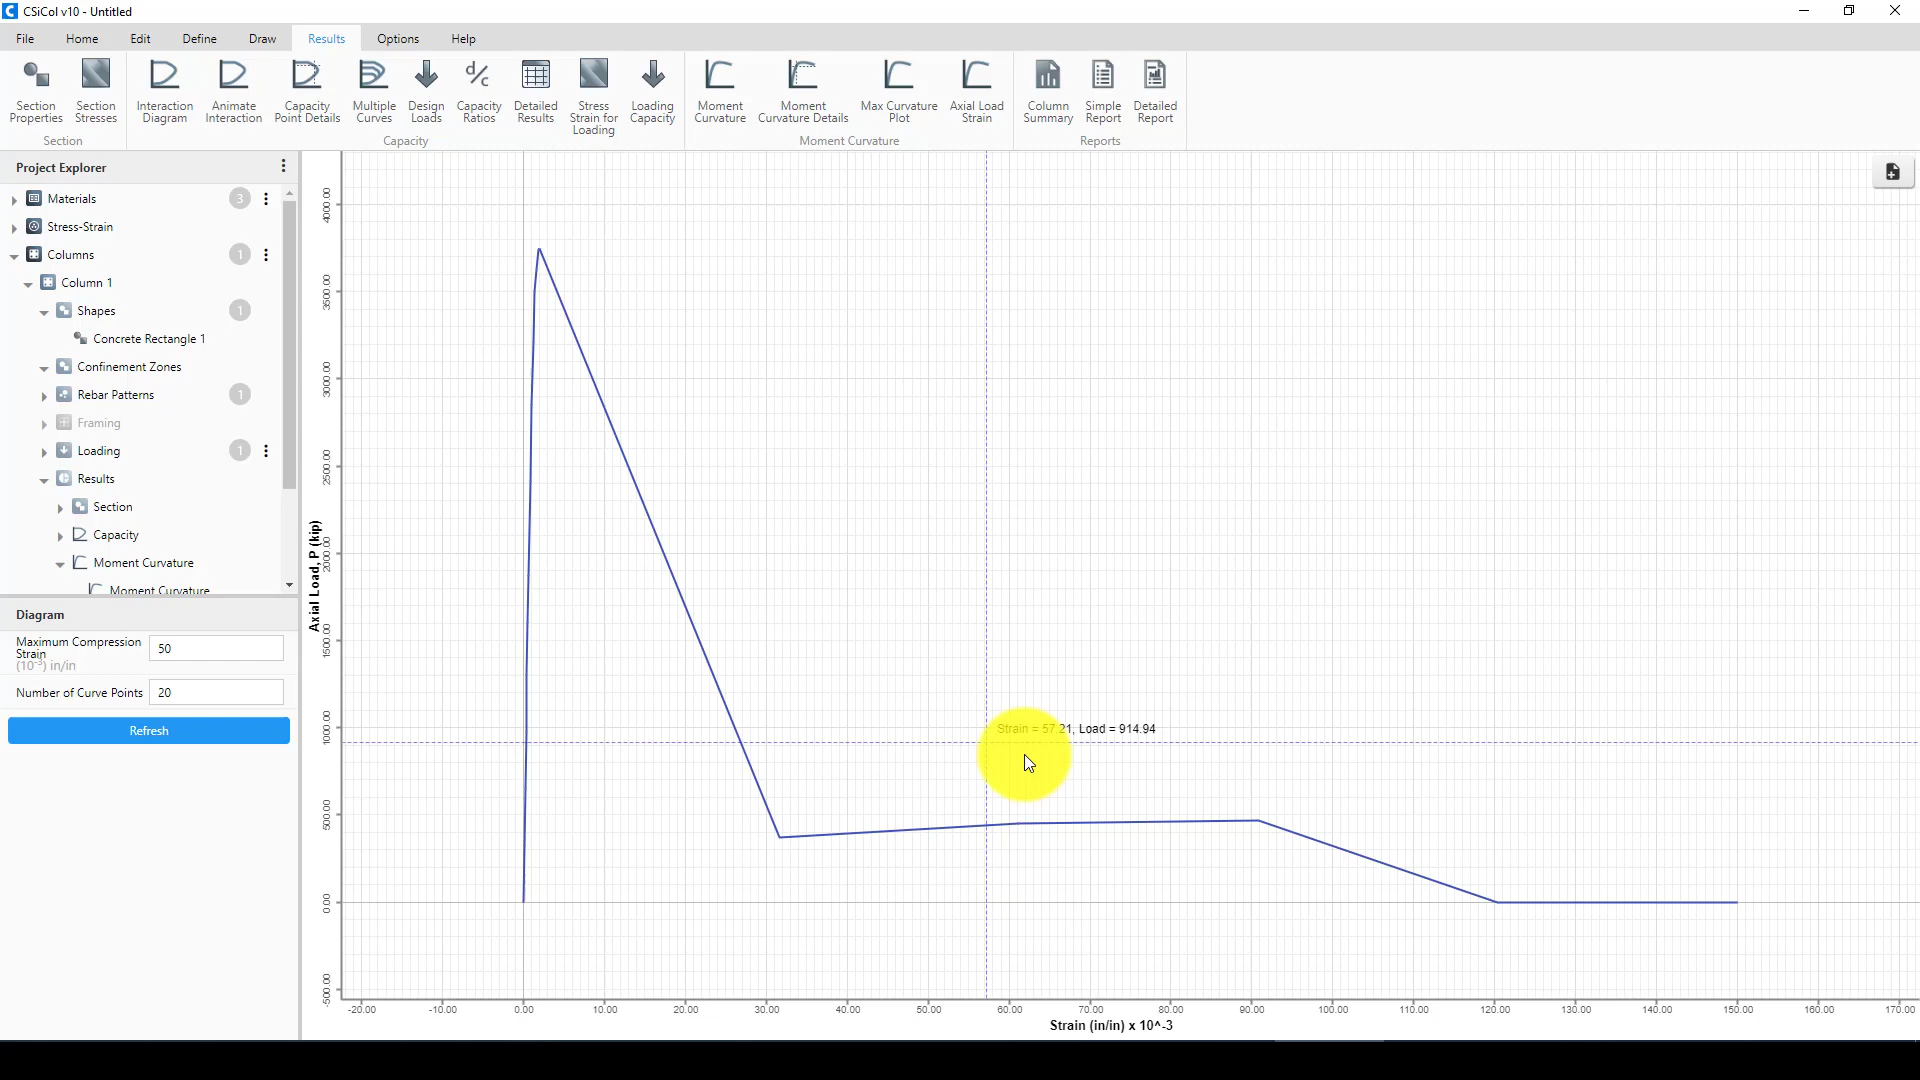 CSiCol v10 - Untitled
File Home Edit Define Draw Results Options Help
Section Properties
Section Stresses
Section
Interaction Diagram
Animate Interaction
Capacity Point Details
Multiple Curves
Design Loads
d/c
Capacity Ratios
Detailed Results
Stress Strain for Loading
Loading Capacity
Capacity
Moment Curvature
Moment Curvature Details
Max Curvature Plot
Axial Load Strain
Moment Curvature
Column Summary
Simple Report
Detailed Report
Reports
Project Explorer
Materials 3
Stress-Strain
Columns 1
Column 1
Shapes 1
Concrete Rectangle 1
Confinement Zones
Rebar Patterns 1
Framing
Loading 1
Results
Section
Capacity
Moment Curvature
Moment Curvature
Diagram
Maximum Compression
Strain
(10⁻³) in/in
50
Number of Curve Points 20
Refresh
Axial Load, P (kip)
4000.00
3500.00
3000.00
2500.00
2000.00
1500.00
1000.00
500.00
0.00
-500.00
Strain = 57.21, Load = 914.94
-20.00 -10.00 0.00 10.00 20.00 30.00 40.00 50.00 60.00 70.00 80.00 90.00 100.00 110.00 120.00 130.00 140.00 150.00 160.00 170.00
Strain (in/in) x 10^-3